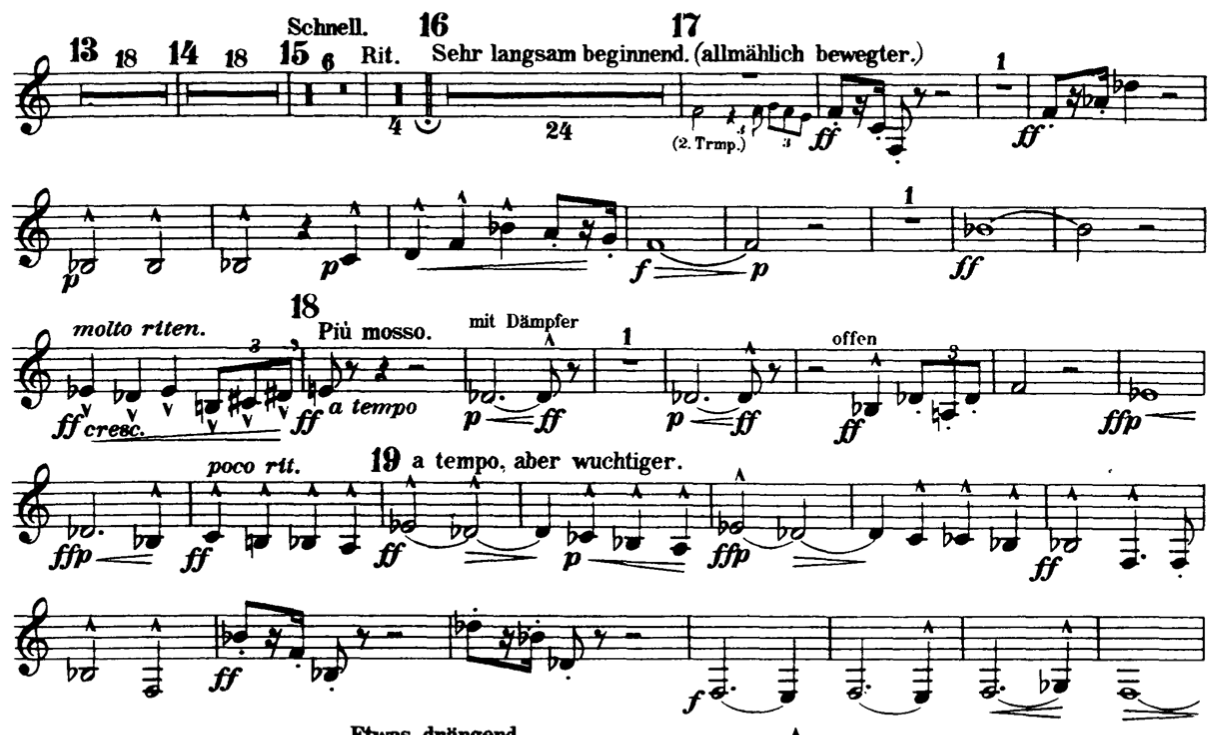 Schnell. 16 17
13 18 14 18 15 6 Rit. Sehr langsam beginnend. (allmählich bewegter.) 1
4 24 (2. Trmp.) 3 3 ff ff
1
p p f p ff
18
molto riten. Più mosso. mit Dämpfer offen
3 1 3
ff cresc. ff a tempo p ff p ff ff ffp
poco rit. 19 a tempo, aber wuchtiger.
ffp ff ff p ffp ff
ff f